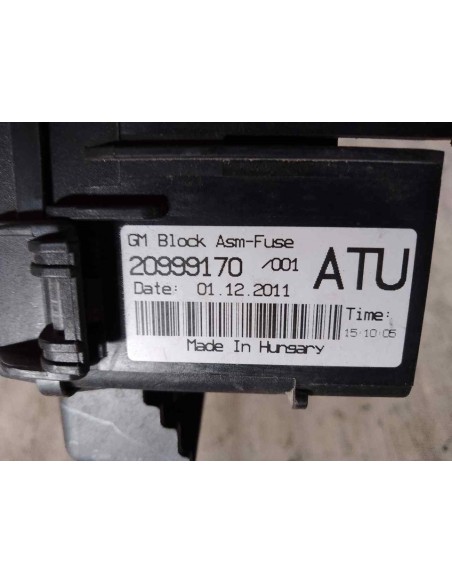 GM Block Asm-Fuse
20999170 /001 ATU
Date: 01.12.2011
Time:
15:10:05
Made In Hungary